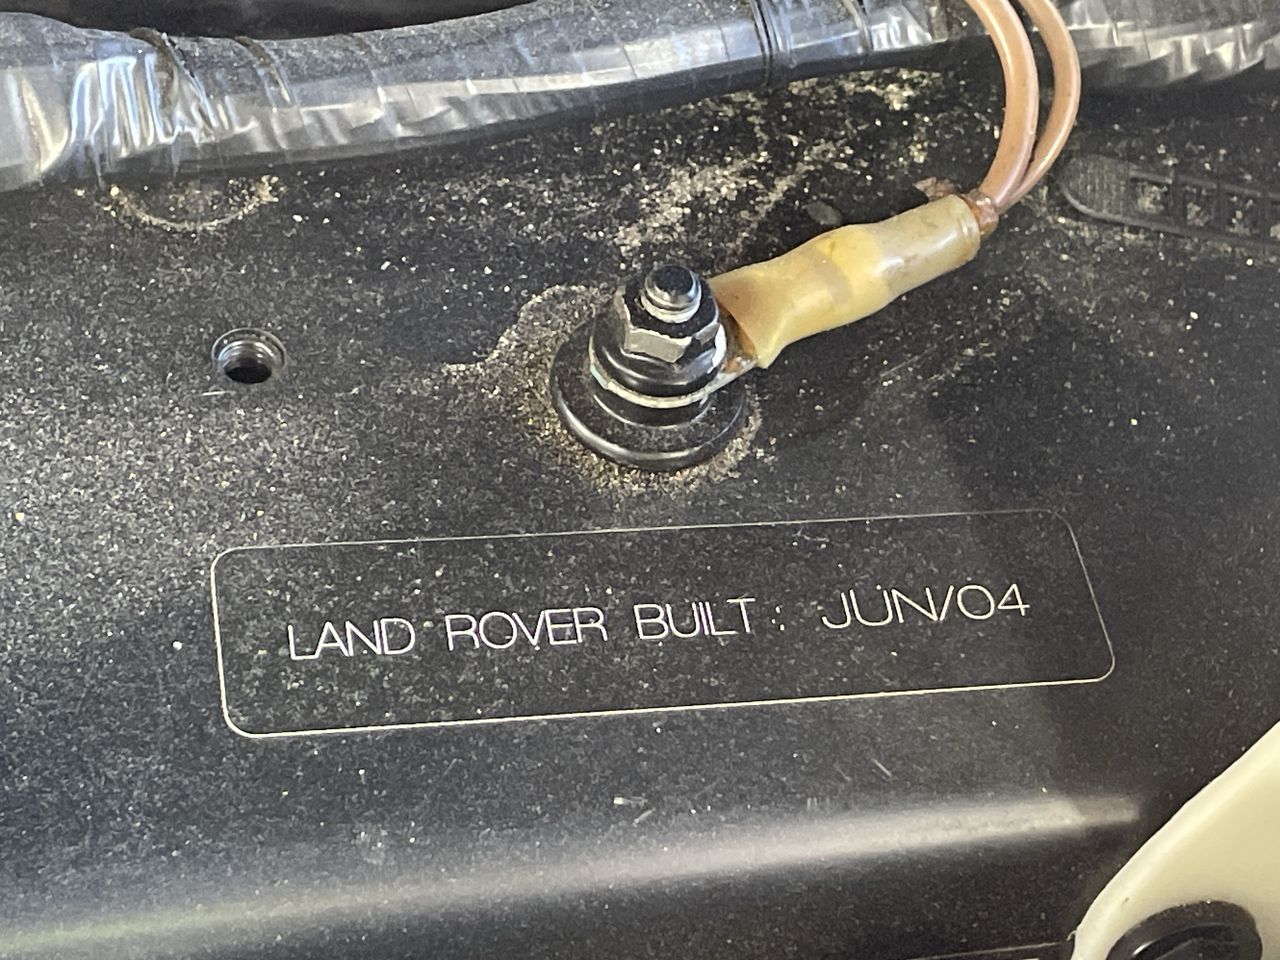 LAND ROVER BUILT : JUN/04